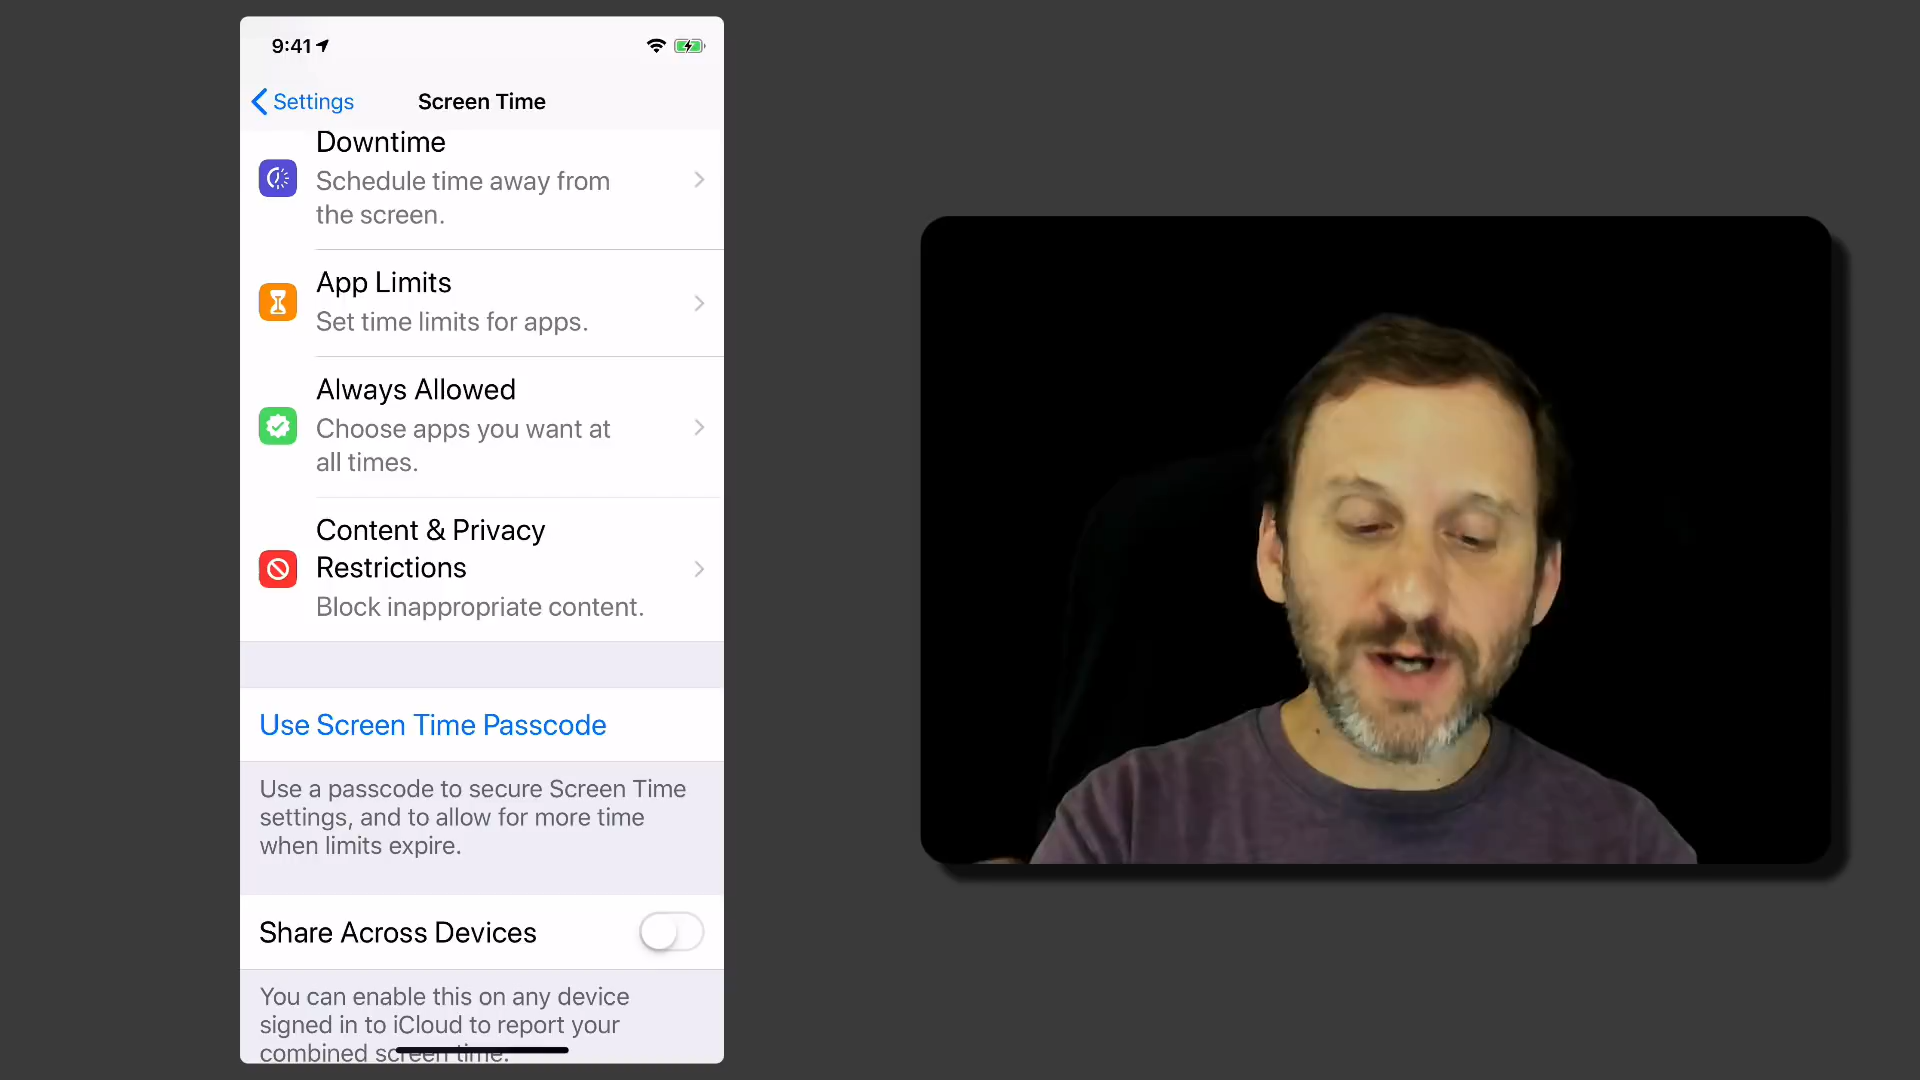 9:41
Settings
Screen Time
Downtime
Schedule time away from
the screen.
App Limits
Set time limits for apps.
Always Allowed
Choose apps you want at
all times.
Content & Privacy
Restrictions
Block inappropriate content.
Use Screen Time Passcode
Use a passcode to secure Screen Time
settings, and to allow for more time
when limits expire.
Share Across Devices
You can enable this on any device
signed in to iCloud to report your
combined screen time.